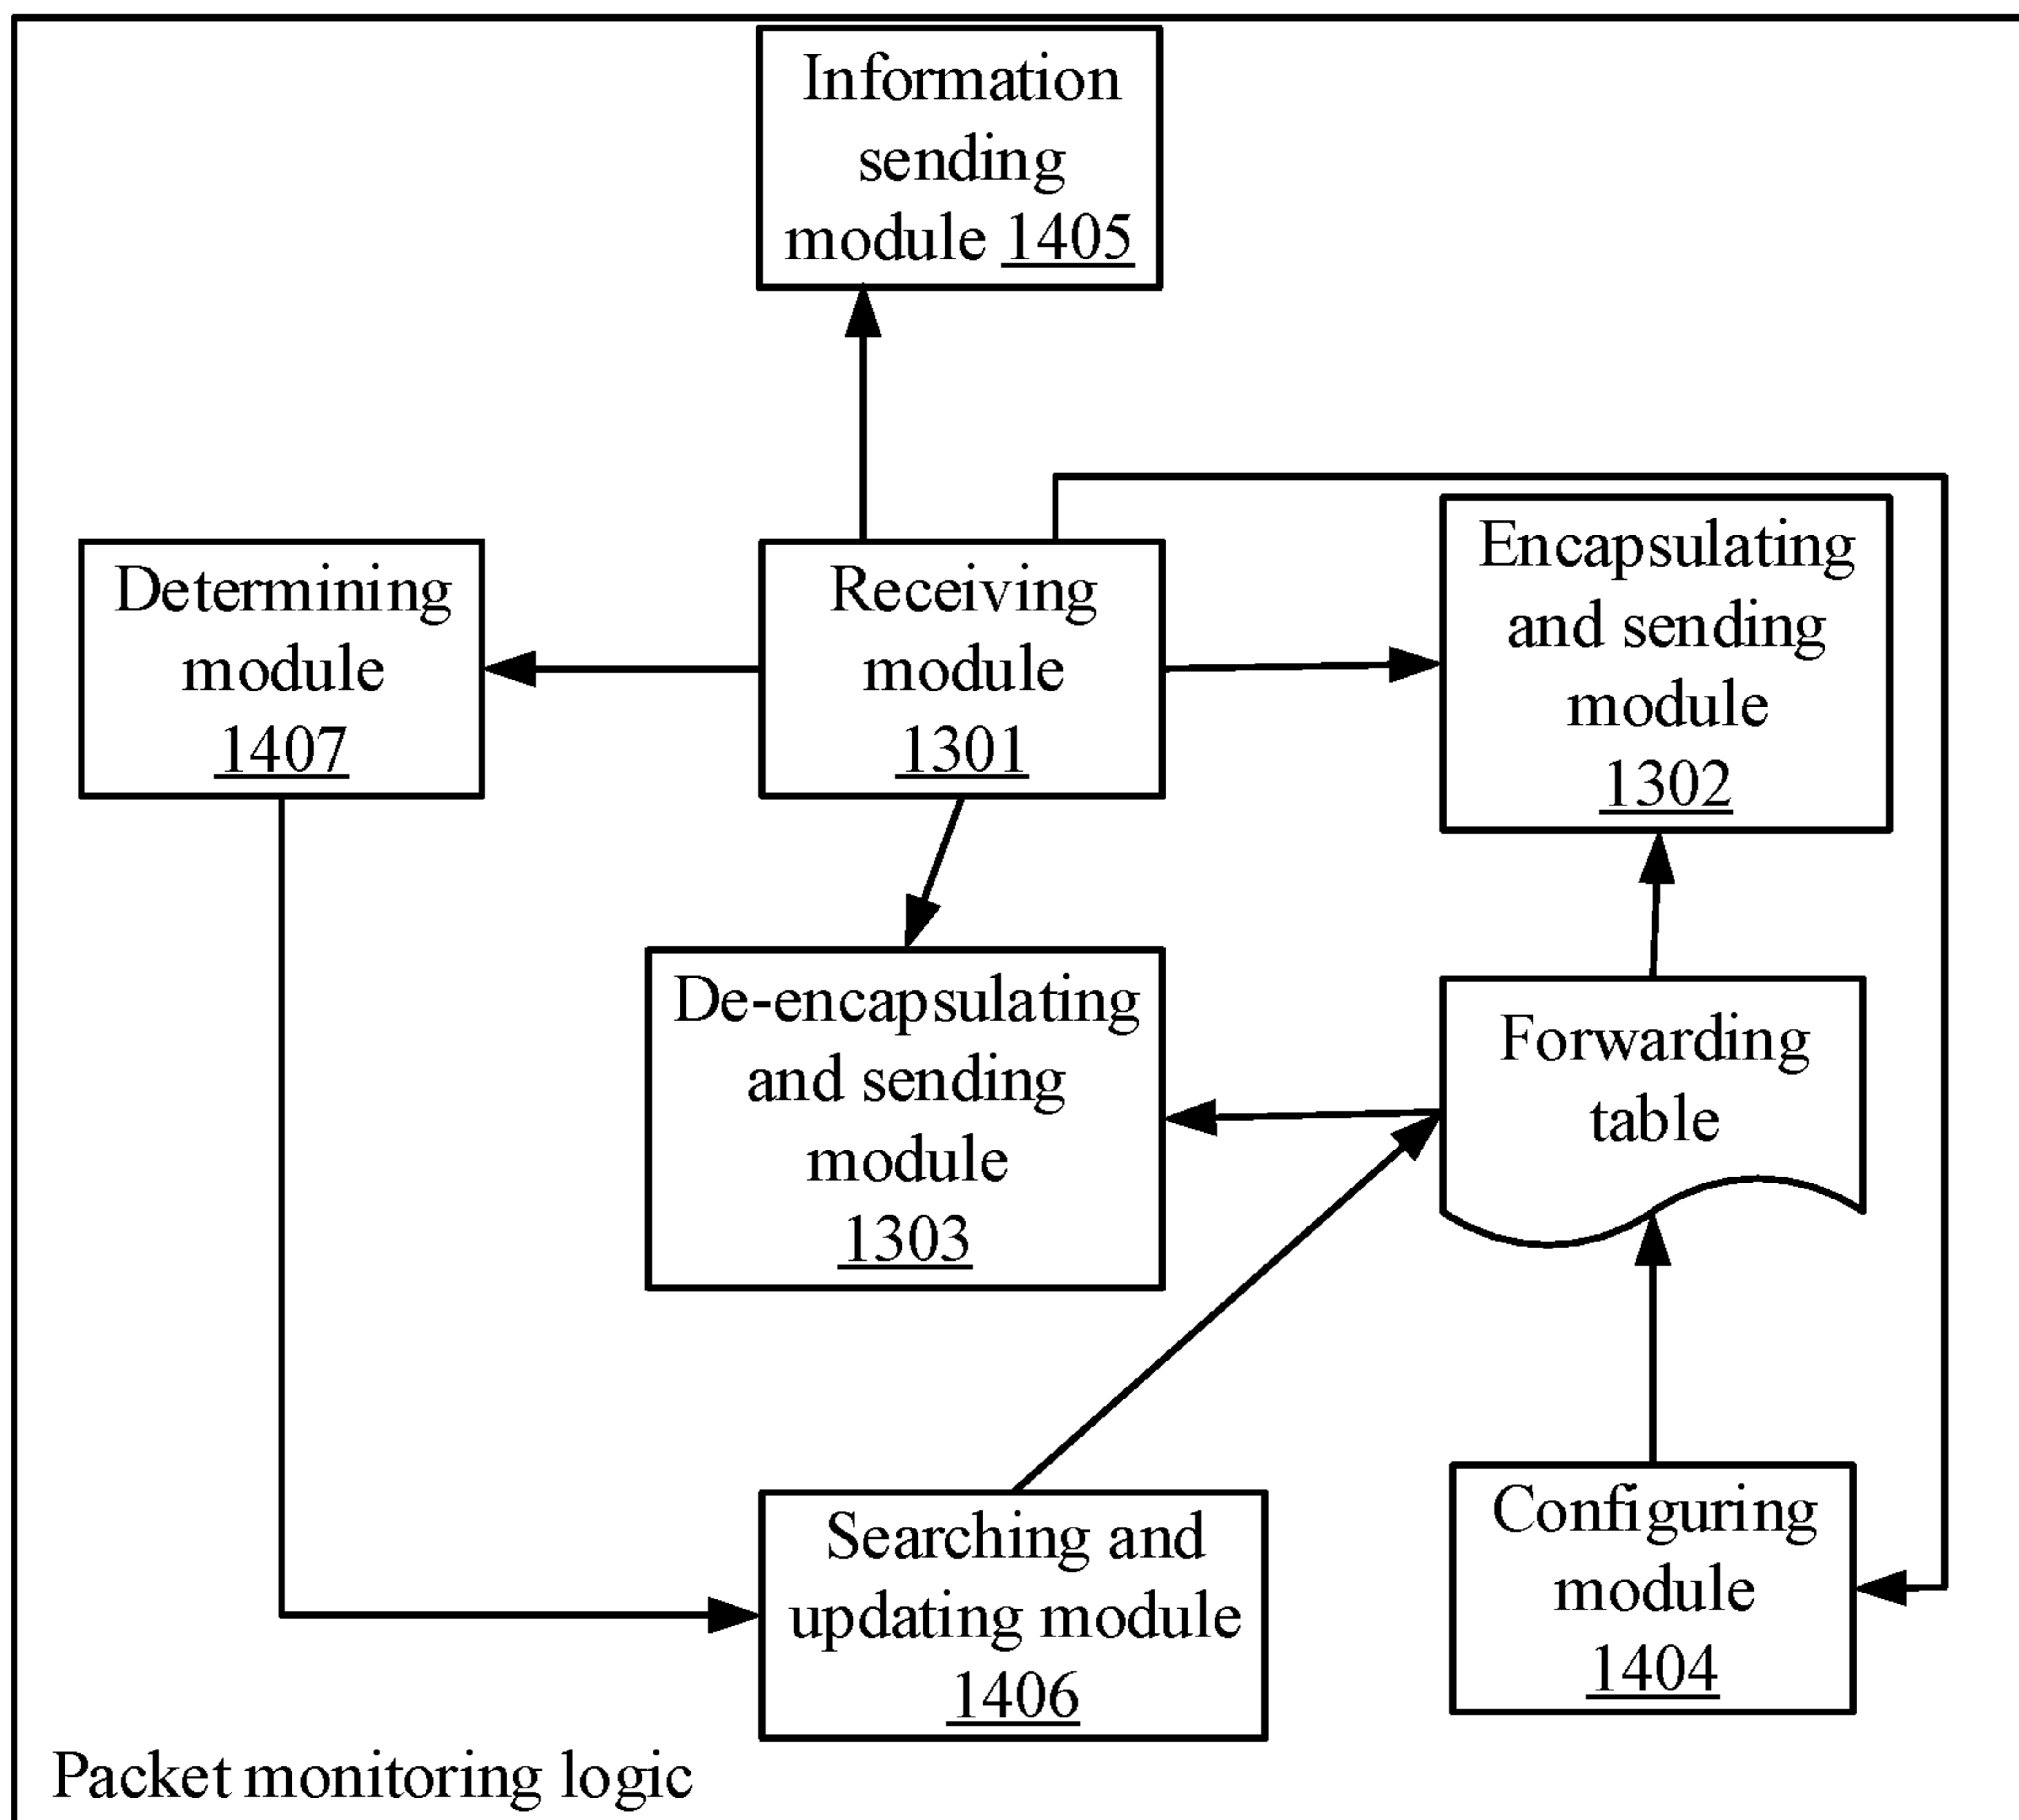 Information
sending
module 1405
Determining
module
1407
Receiving
module
1301
Encapsulating
and sending
module
1302
De-encapsulating
and sending
module
1303
Forwarding
table
Searching and
updating module
1406
Configuring
module
1404
Packet monitoring logic